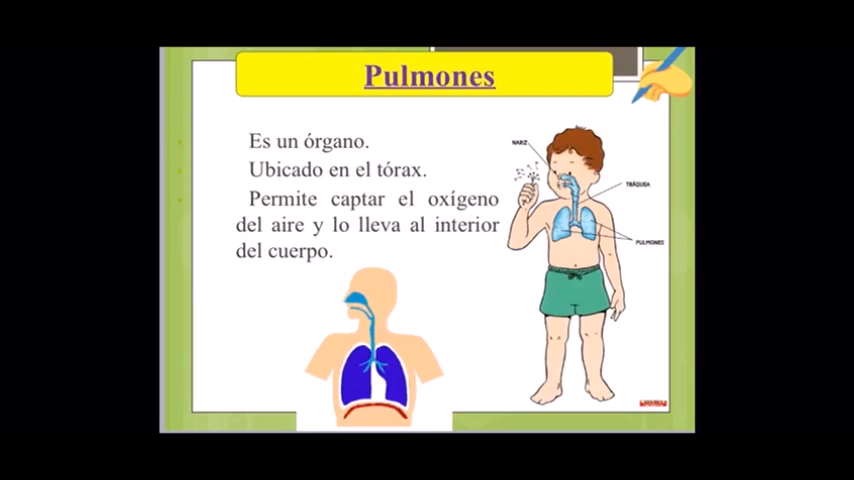 Pulmones
Es un órgano.
Ubicado en el tórax.
Permite captar el oxígeno
del aire y lo lleva al interior
del cuerpo.
NARIZ
TRÁQUEA
PULMONES